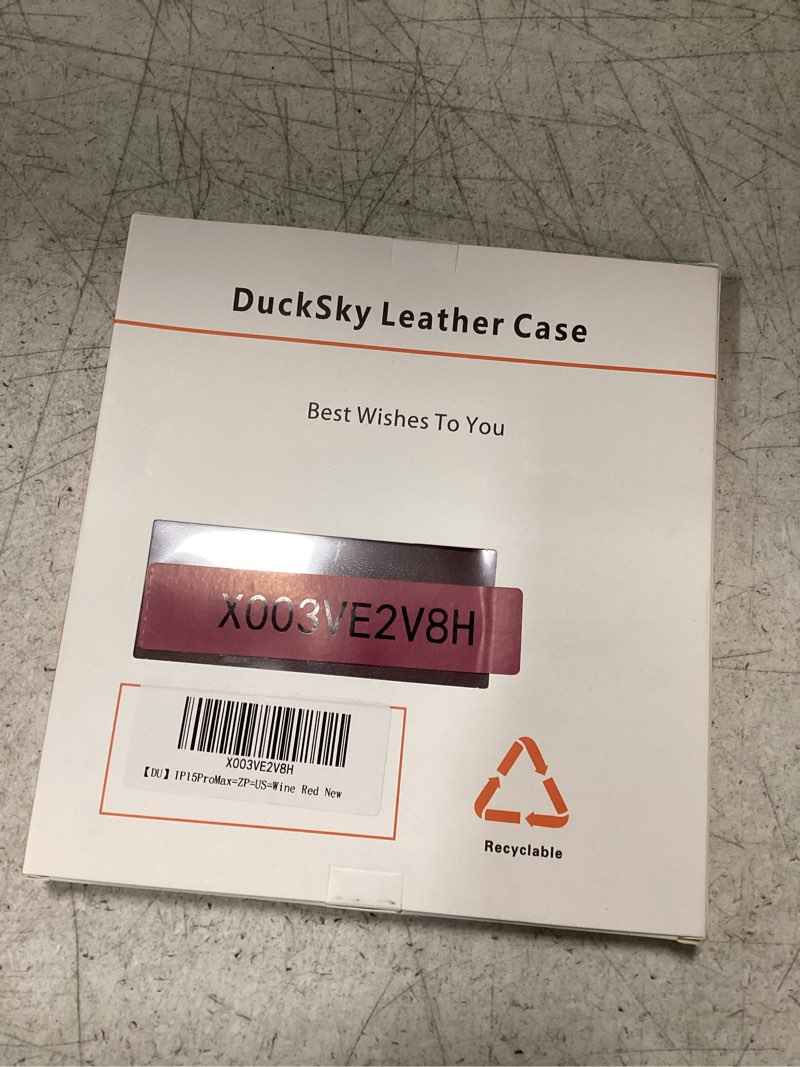 DuckSky Leather Case
Best Wishes To You
X003VE2V8H
X003VE2V8H
【DU】IP15ProMax=ZP=US=Wine Red New
Recyclable